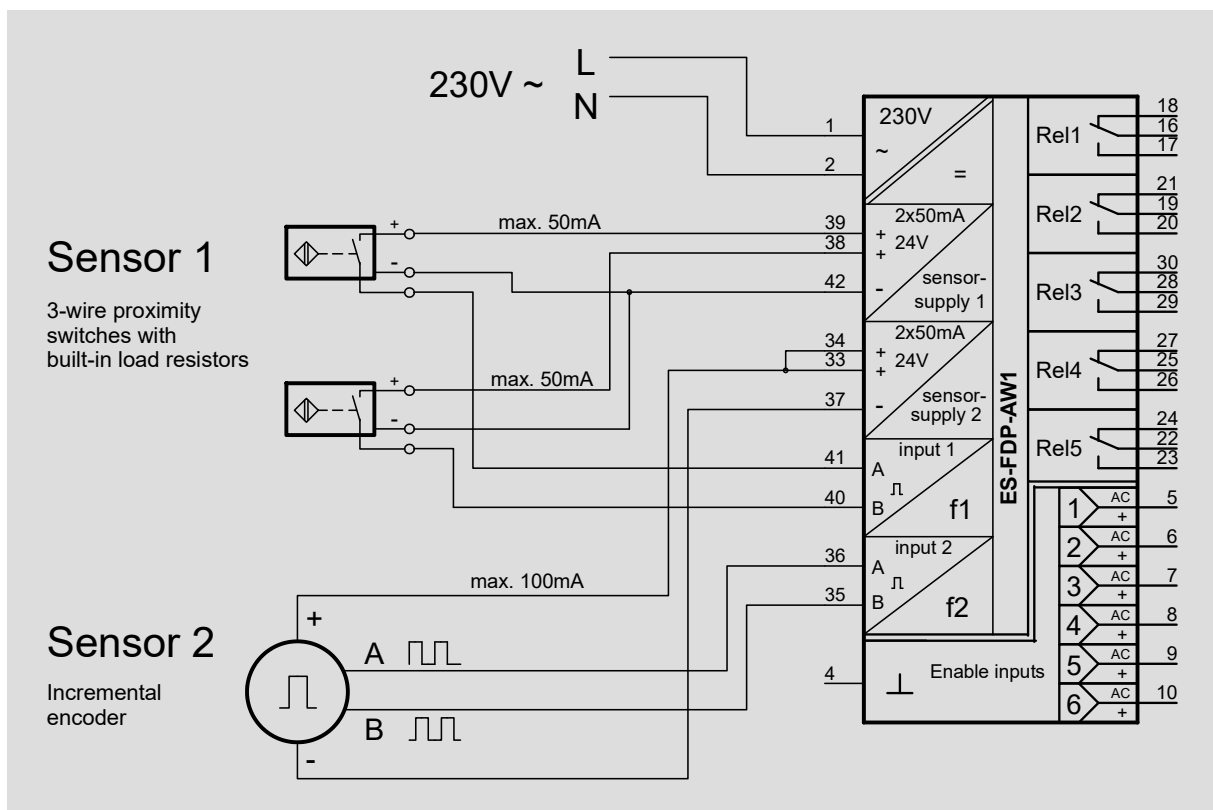 230V ~
L
N
Sensor 1
3-wire proximity
switches with
built-in load resistors
+
-
max. 50mA
+
-
max. 50mA
Sensor 2
Incremental
encoder
+
-
A
B
max. 100mA
1
2
39
38
42
34
33
37
41
40
36
35
4
230V
~
=
2x50mA
+ 24V
+
-
sensor-
supply 1
2x50mA
+ 24V
+
-
sensor-
supply 2
input 1
A
B
f1
input 2
A
B
f2
ES-FDP-AW1
Enable inputs
Rel1
18
16
17
Rel2
21
19
20
Rel3
30
28
29
Rel4
27
25
26
Rel5
24
22
23
1 AC + 5
2 AC + 6
3 AC + 7
4 AC + 8
5 AC + 9
6 AC + 10